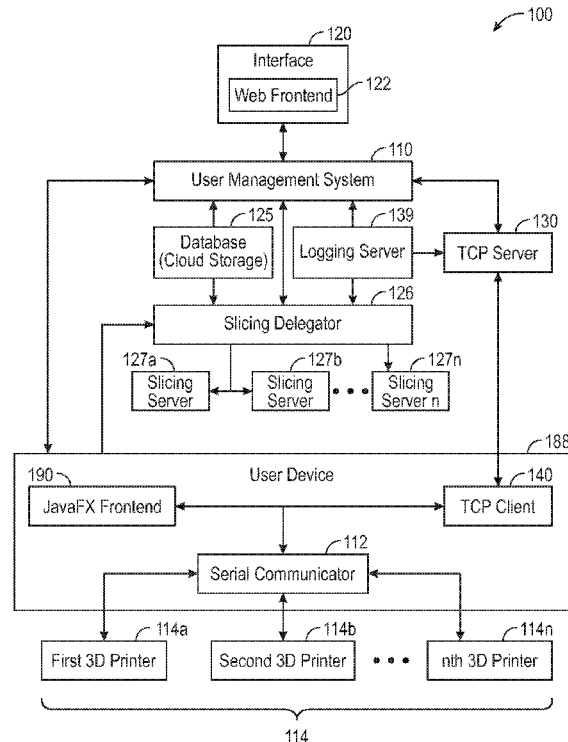 100
120
Interface
122
Web Frontend
110
User Management System
125
139
130
Database
(Cloud Storage)
Logging Server
TCP Server
126
Slicing Delegator
127a
127b
127n
Slicing
Server
Slicing
Server
Slicing
Server n
188
User Device
190
140
JavaFX Frontend
TCP Client
112
Serial Communicator
114a
114b
114n
First 3D Printer
Second 3D Printer
nth 3D Printer
114